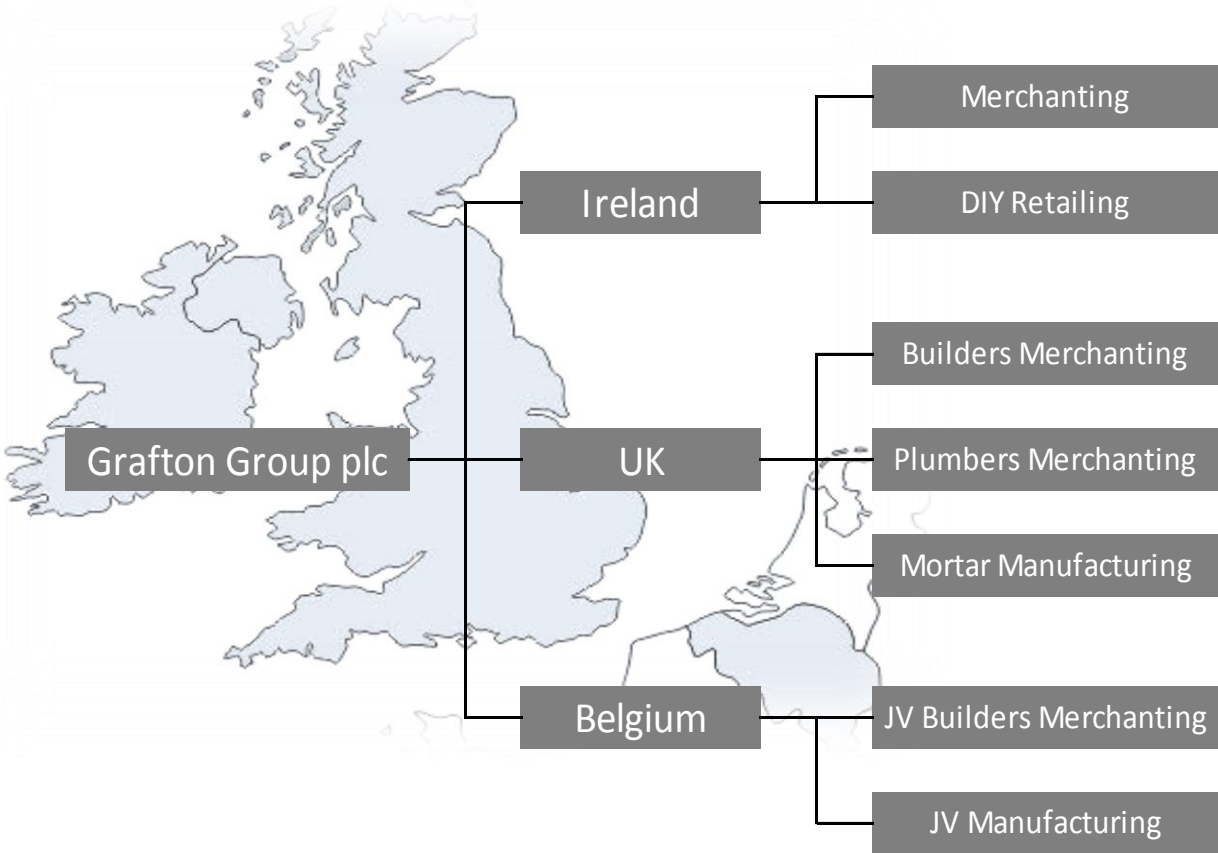 Grafton Group plc
Ireland
Merchanting
DIY Retailing
UK
Builders Merchanting
Plumbers Merchanting
Mortar Manufacturing
Belgium
JV Builders Merchanting
JV Manufacturing